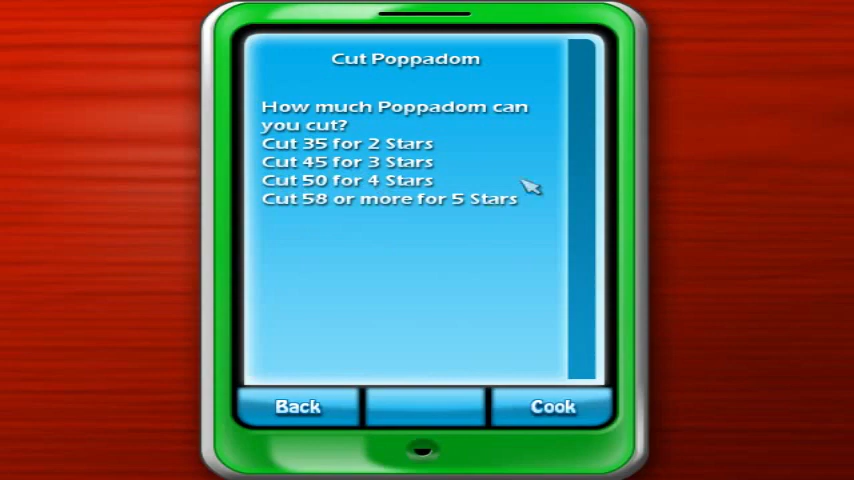 Cut Poppadom
How much Poppadom can
you cut?
Cut 35 for 2 Stars
Cut 45 for 3 Stars
Cut 50 for 4 Stars
Cut 58 or more for 5 Stars
Back
Cook